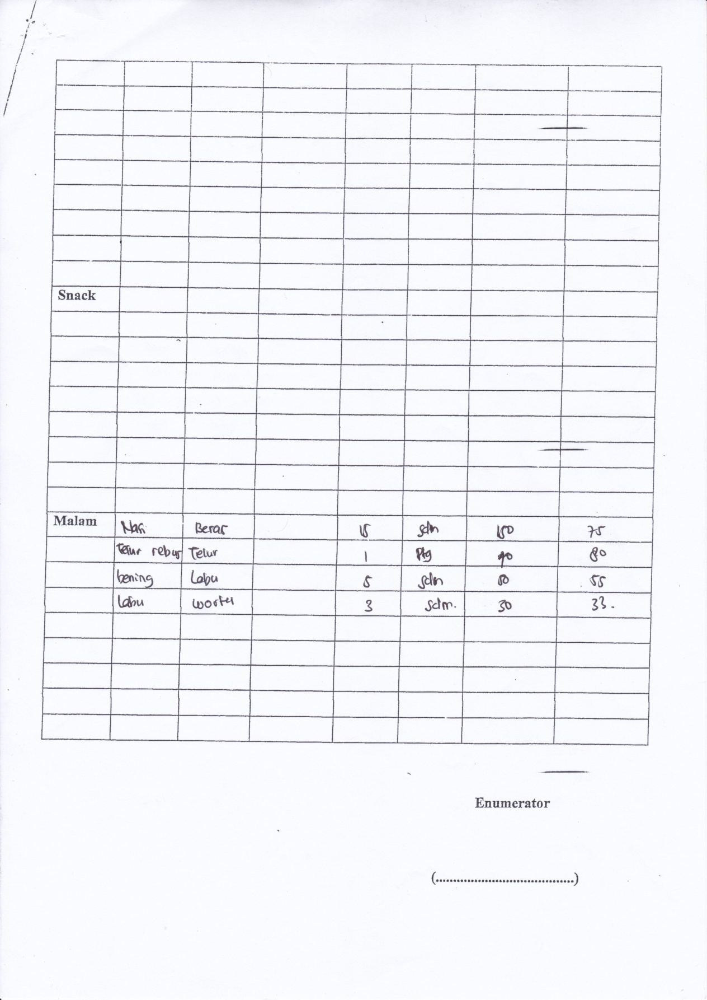 Snack
Malam Nasi Beras 15 sdm 150 75
Telur rebus Telur 1 Ptg 90 80
bening Labu 5 sdm 50 55
labu wortel 3 sdm. 30 33.
Enumerator
(.......................................)